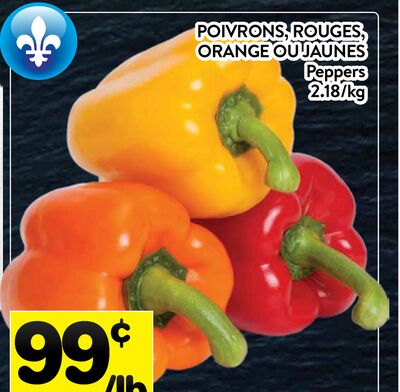 POIVRONS, ROUGES,
ORANGE OU JAUNES
Peppers
2.18/kg
99¢
/lb